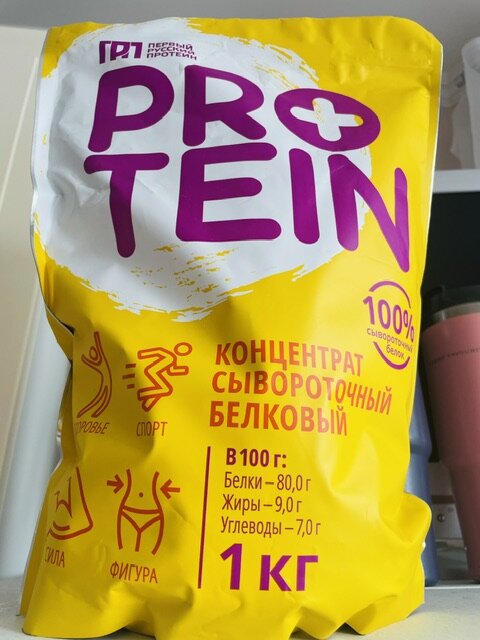 ПРП
ПЕРВЫЙ
РУССКИЙ
ПРОТЕИН
PRO
TEIN
100%
сывороточный
белок
КОНЦЕНТРАТ
СЫВОРОТОЧНЫЙ
БЕЛКОВЫЙ
СПОРТ
В 100 г:
Белки – 80,0 г
Жиры – 9,0 г
Углеводы – 7,0 г
ФИГУРА
1 кг